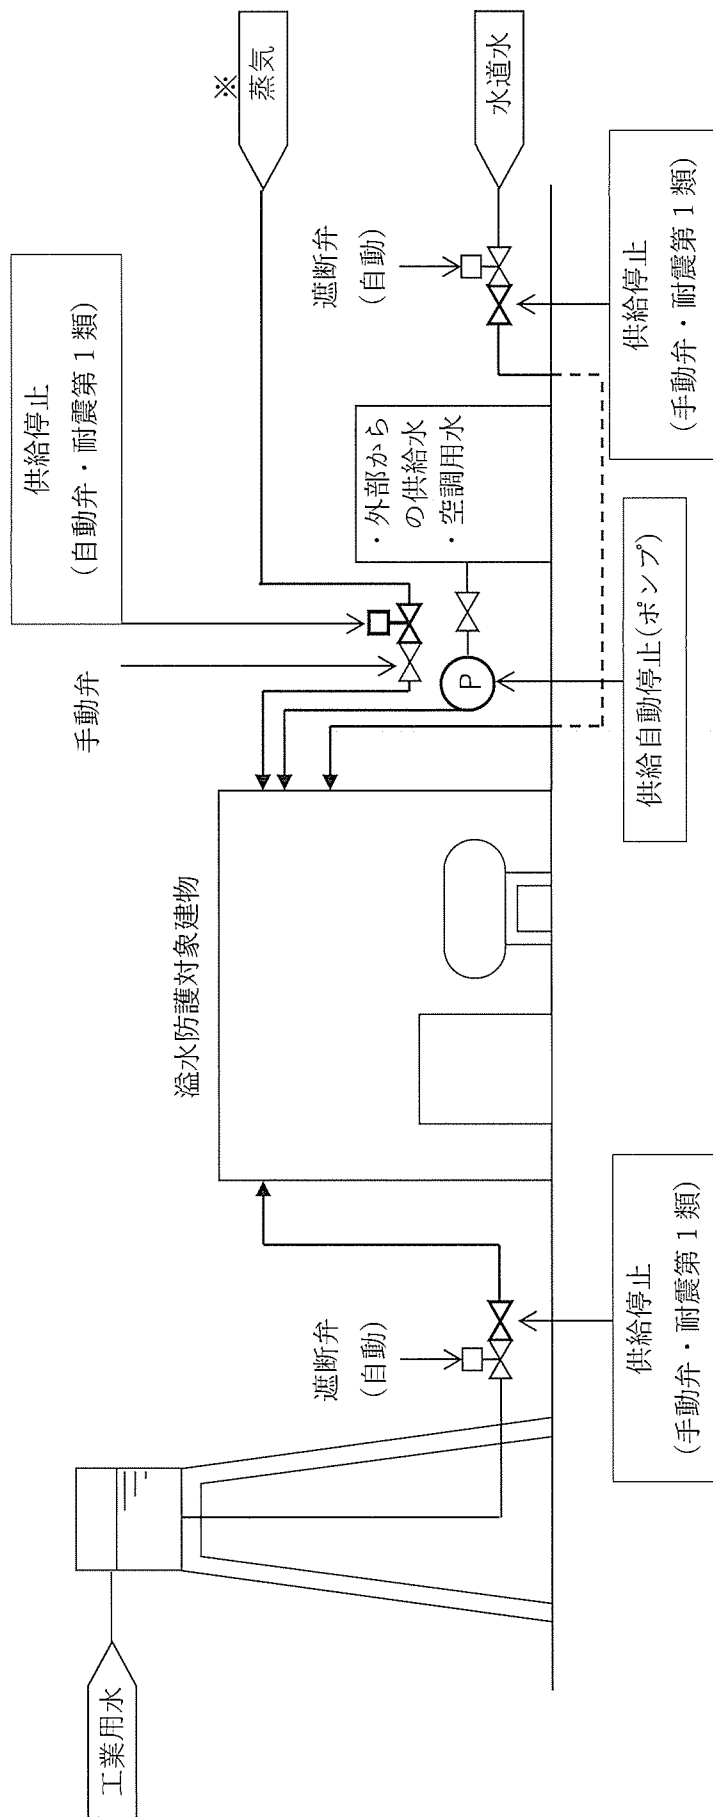 工業用水
遮断弁
(自動)
供給停止
(手動弁・耐震第1類)
溢水防護対象建物
手動弁
供給停止
(自動弁・耐震第1類)
※
蒸気
P
・外部から
の供給水
・空調用水
供給自動停止(ポンプ)
遮断弁
(自動)
水道水
供給停止
(手動弁・耐震第1類)